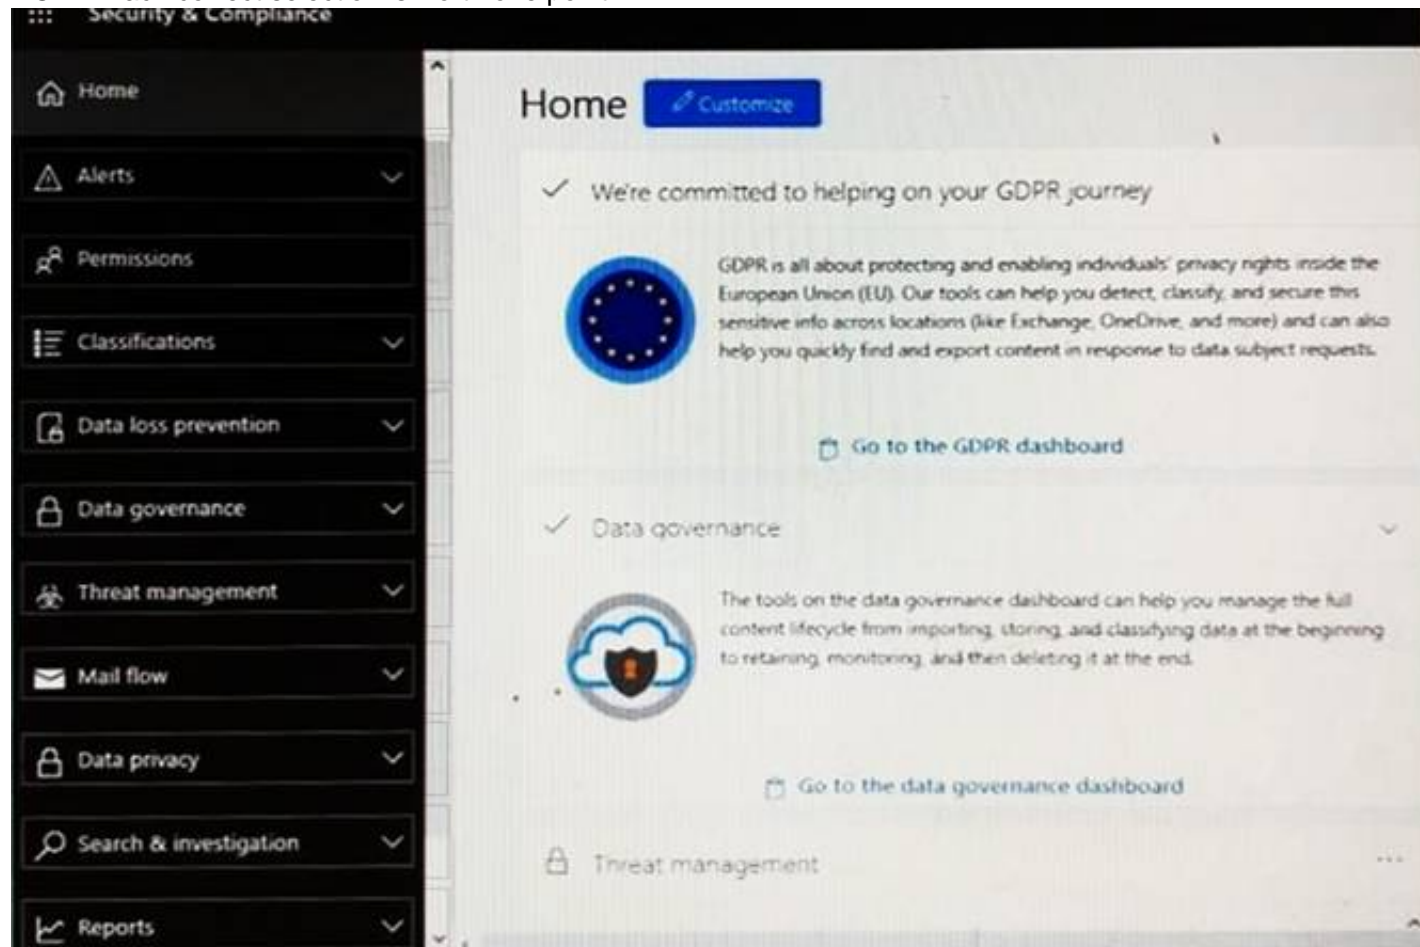 Security & Compliance
Home
Alerts
Permissions
Classifications
Data loss prevention
Data governance
Threat management
Mail flow
Data privacy
Search & investigation
Reports
Home
Customize
We're committed to helping on your GDPR journey
GDPR is all about protecting and enabling individuals' privacy rights inside the
European Union (EU). Our tools can help you detect, classify, and secure this
sensitive info across locations (like Exchange, OneDrive, and more) and can also
help you quickly find and export content in response to data subject requests.
Go to the GDPR dashboard
Data governance
The tools on the data governance dashboard can help you manage the full
content lifecycle from importing, storing, and classifying data at the beginning
to retaining, monitoring, and then deleting it at the end.
Go to the data governance dashboard
Threat management